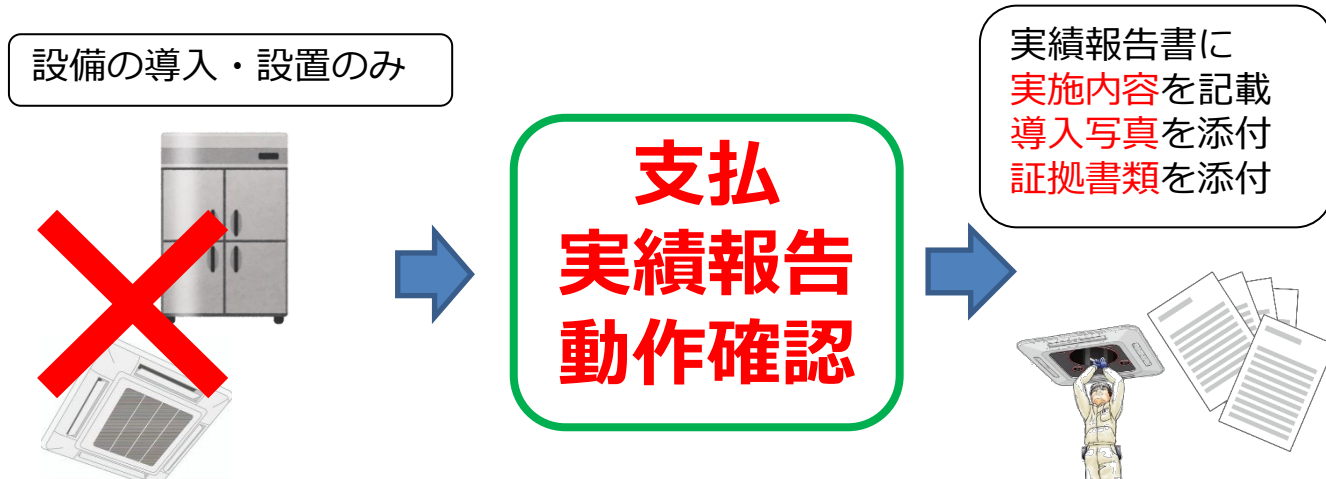 設備の導入・設置のみ
支払
実績報告
動作確認
実績報告書に
実施内容を記載
導入写真を添付
証拠書類を添付